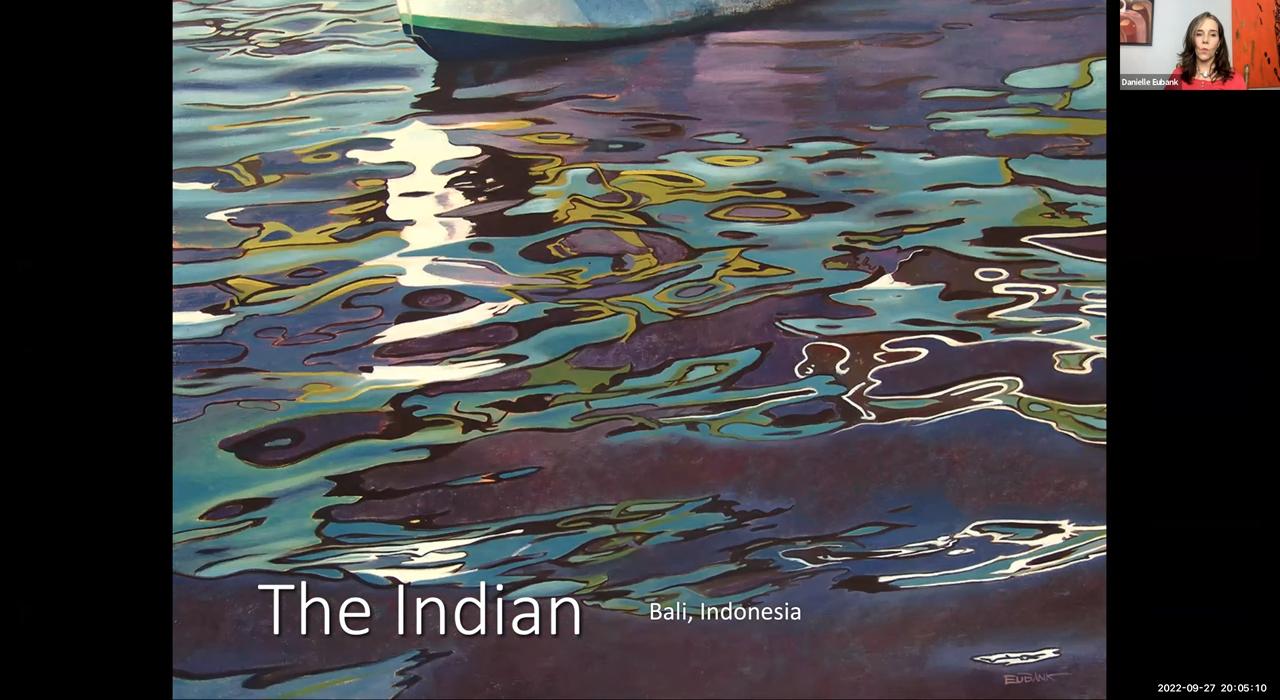 Danielle Eubank
The Indian
Bali, Indonesia
EUBANK
2022-09-27 20:05:10